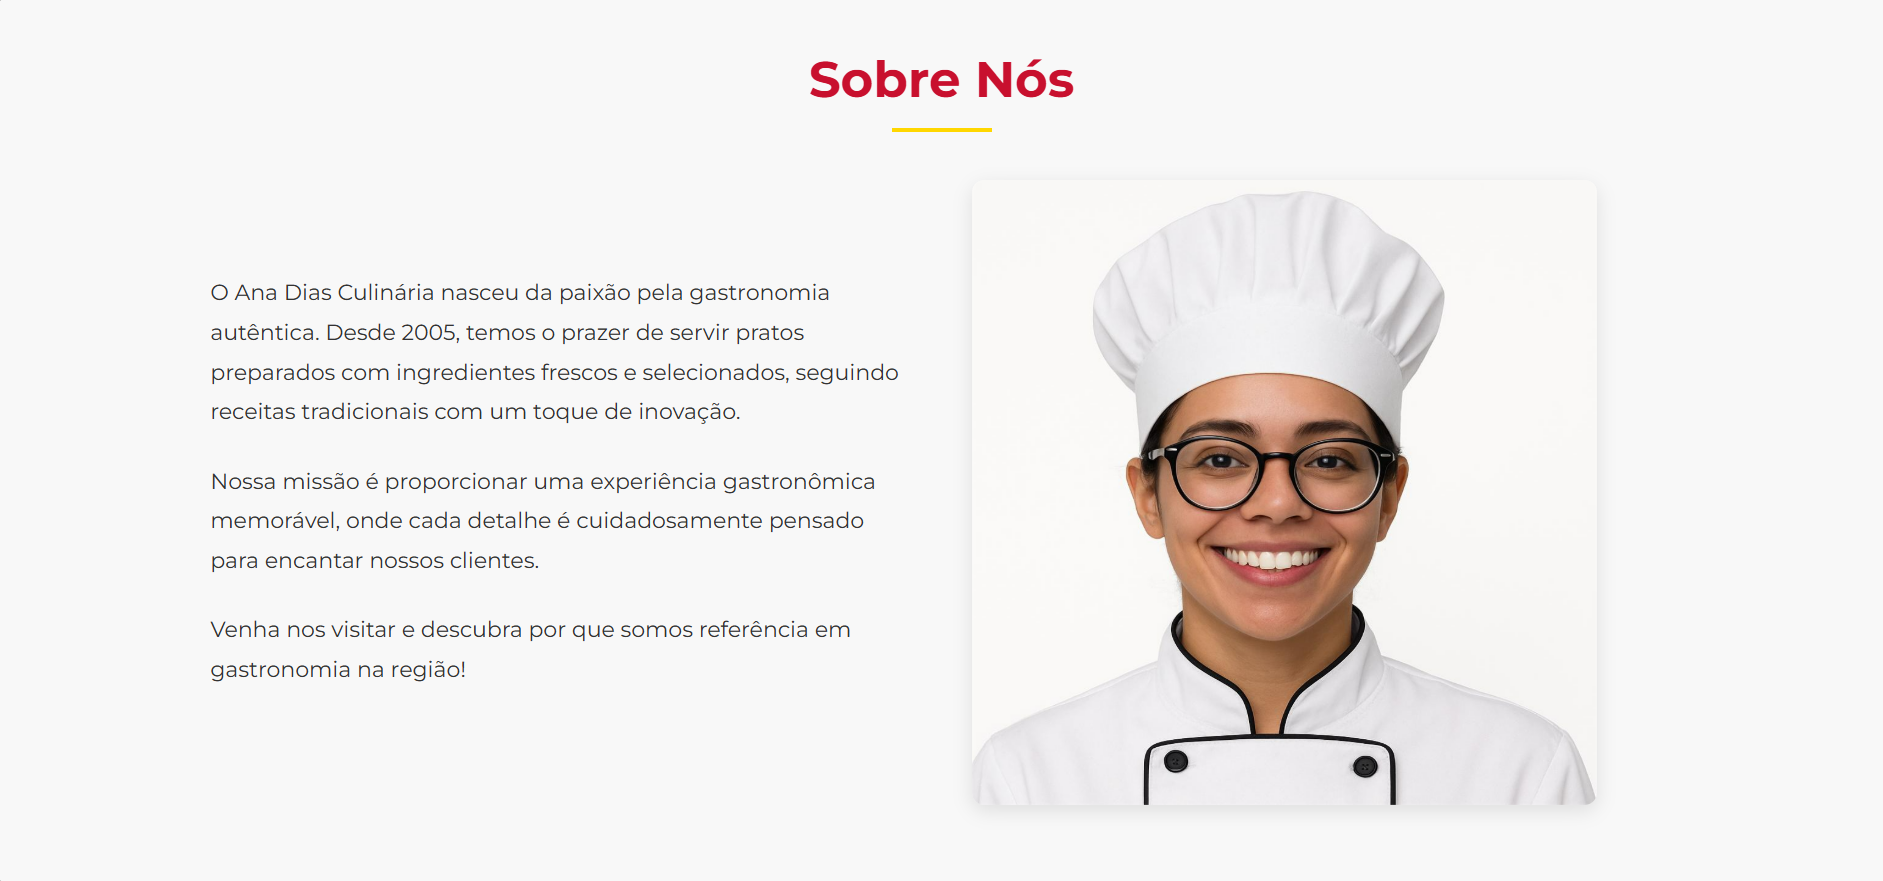 Sobre Nós
O Ana Dias Culinária nasceu da paixão pela gastronomia
autêntica. Desde 2005, temos o prazer de servir pratos
preparados com ingredientes frescos e selecionados, seguindo
receitas tradicionais com um toque de inovação.
Nossa missão é proporcionar uma experiência gastronômica
memorável, onde cada detalhe é cuidadosamente pensado
para encantar nossos clientes.
Venha nos visitar e descubra por que somos referência em
gastronomia na região!